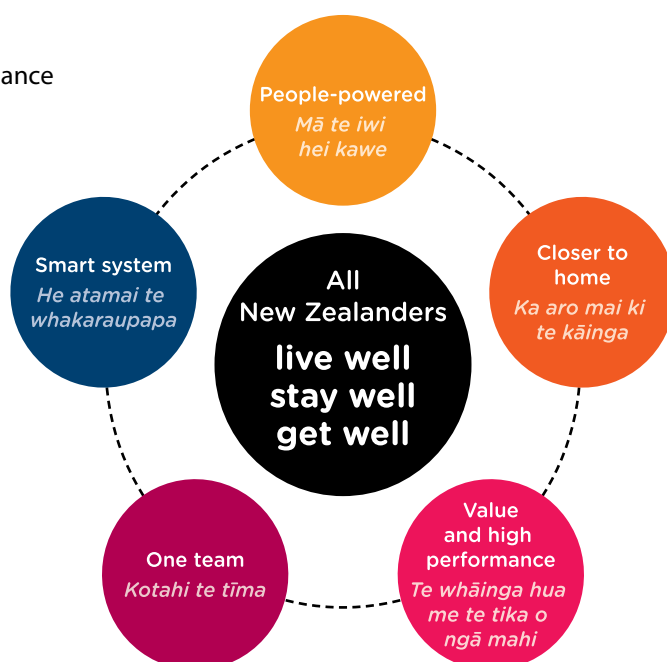 ance
People-powered
Mā te iwi
hei kawe
Smart system
He atamai te
whakaraupapa
Closer to
home
Ka aro mai ki
te kāinga
All
New Zealanders
live well
stay well
get well
One team
Kotahi te tīma
Value
and high
performance
Te whāinga hua
me te tika o
ngā mahi